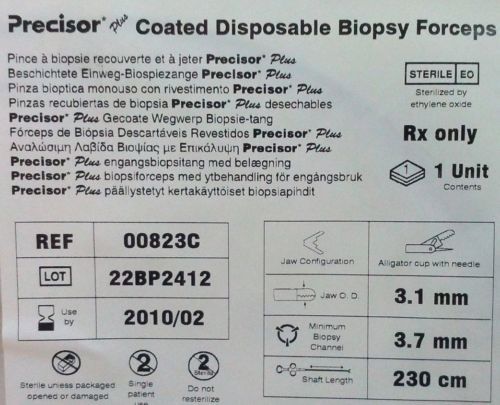 Precisor* Plus Coated Disposable Biopsy Forceps
Pince à biopsie recouverte et à jeter Precisor* Plus
Beschichtete Einweg-Biospiezange Precisor* Plus
Pinza bioptica monouso con rivestimento Precisor* Plus
Pinzas recubiertas de biopsia Precisor* Plus desechables
Precisor* Plus Gecoate Wegwerp Biopsie-tang
Fórceps de Biópsia Descartáveis Revestidos Precisor* Plus
Αναλώσιμη Λαβίδα Βιοψίας με Επικάλυψη Precisor* Plus
Precisor* Plus engangsbiopsitang med belægning
Precisor* Plus biopsiforceps med ytbehandling för engångsbruk
Precisor* Plus päällystetyt kertakäyttöiset biopsiapihdit
STERILE EO
Sterilized by
ethylene oxide
Rx only
1
1 Unit
Contents
REF 00823C
LOT 22BP2412
Use by 2010/02
Jaw Configuration
Alligator cup with needle
Jaw O. D. 3.1 mm
Minimum Biopsy Channel 3.7 mm
Shaft Length 230 cm
2
2
Sterile unless packaged
opened or damaged
Single
patient
use
Do not
resterilize